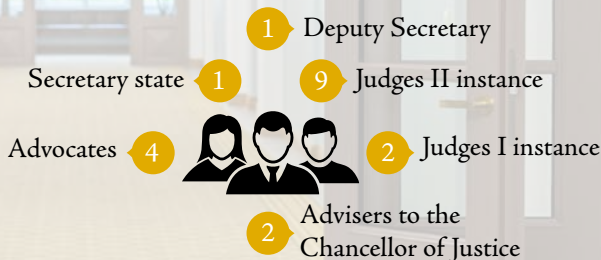 1 Deputy Secretary
Secretary state 1
9 Judges II instance
Advocates 4
2 Judges I instance
2 Advisers to the
Chancellor of Justice